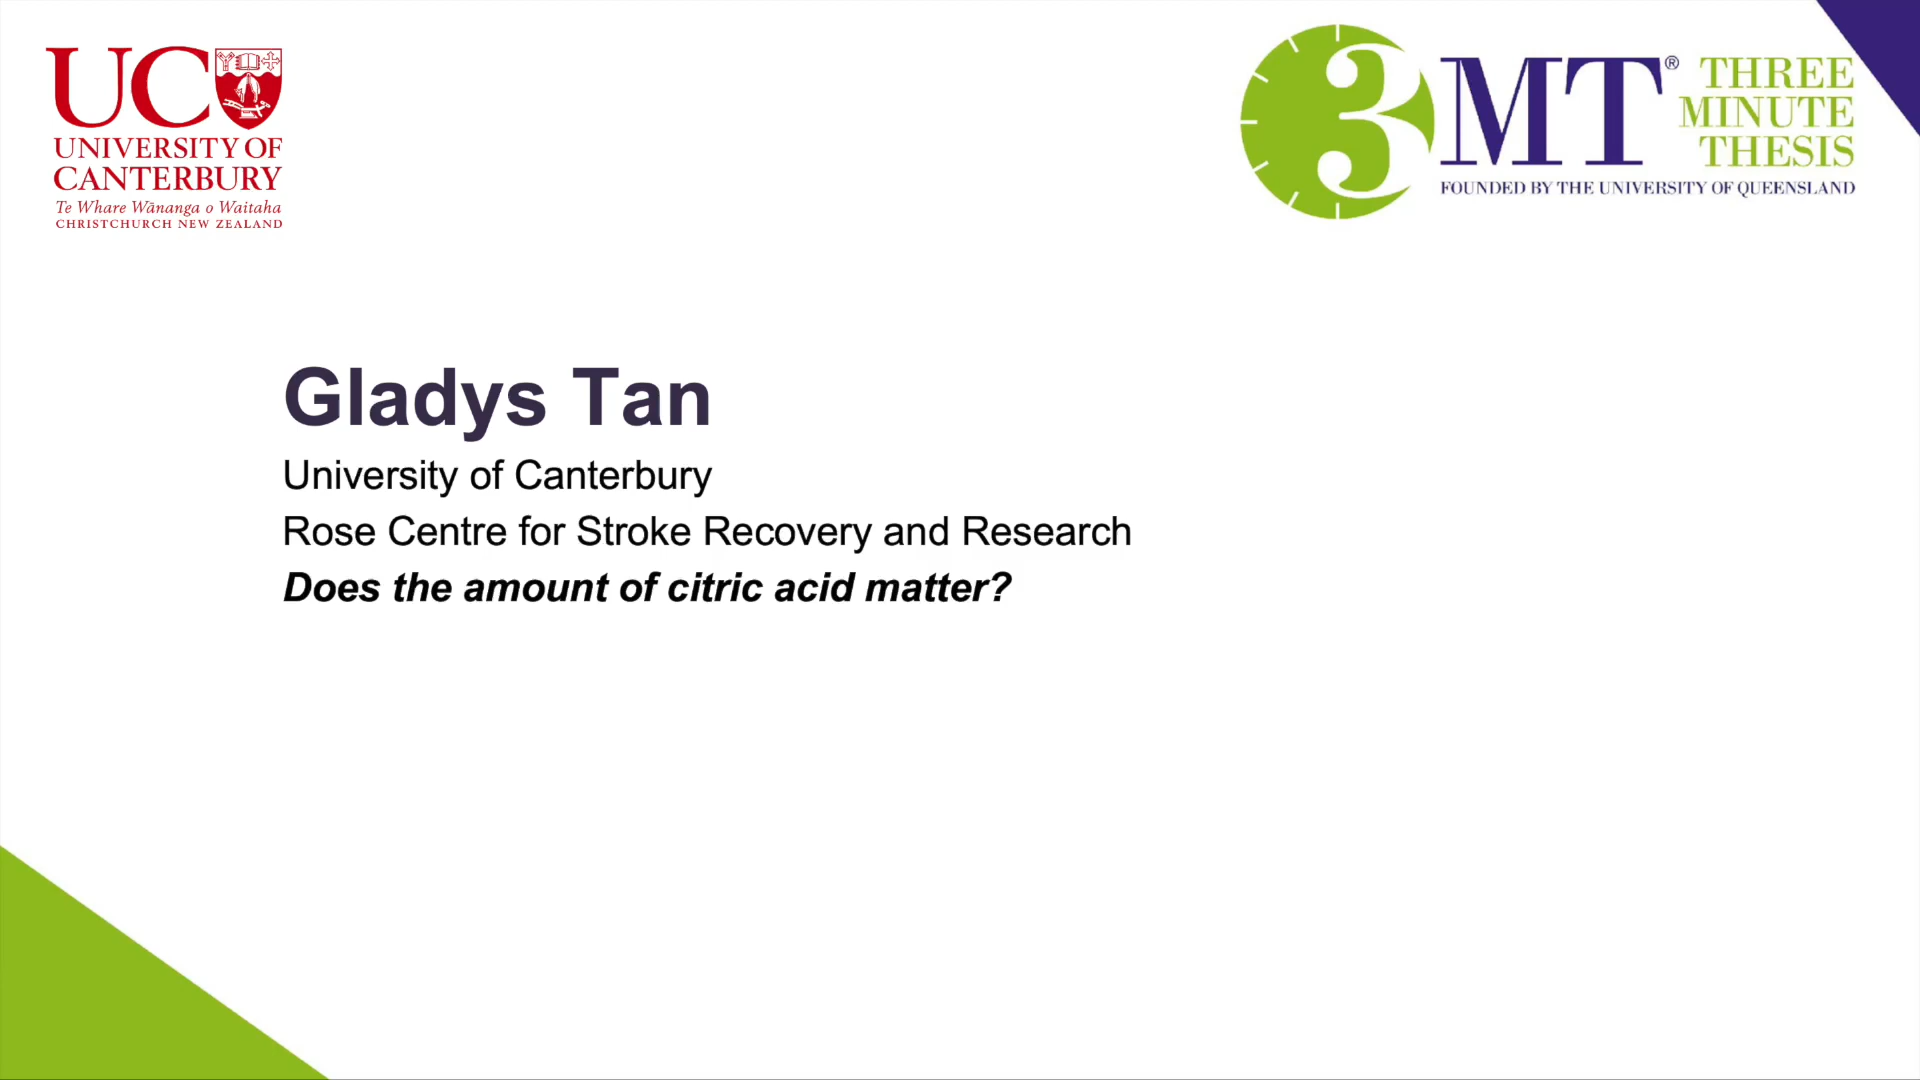 UC
UNIVERSITY OF
CANTERBURY
Te Whare Wānanga o Waitaha
CHRISTCHURCH NEW ZEALAND
3MT® THREE
MINUTE
THESIS
FOUNDED BY THE UNIVERSITY OF QUEENSLAND
Gladys Tan
University of Canterbury
Rose Centre for Stroke Recovery and Research
Does the amount of citric acid matter?